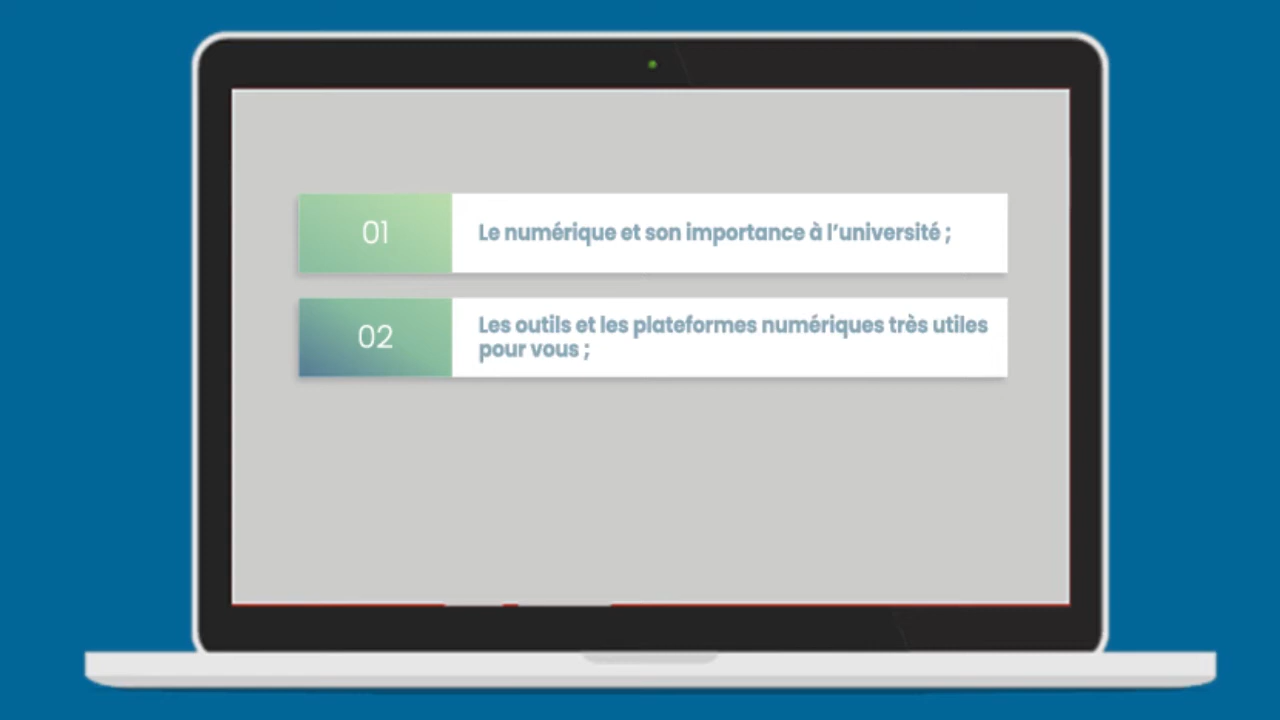 01
Le numérique et son importance à l’université ;
02
Les outils et les plateformes numériques très utiles
pour vous ;